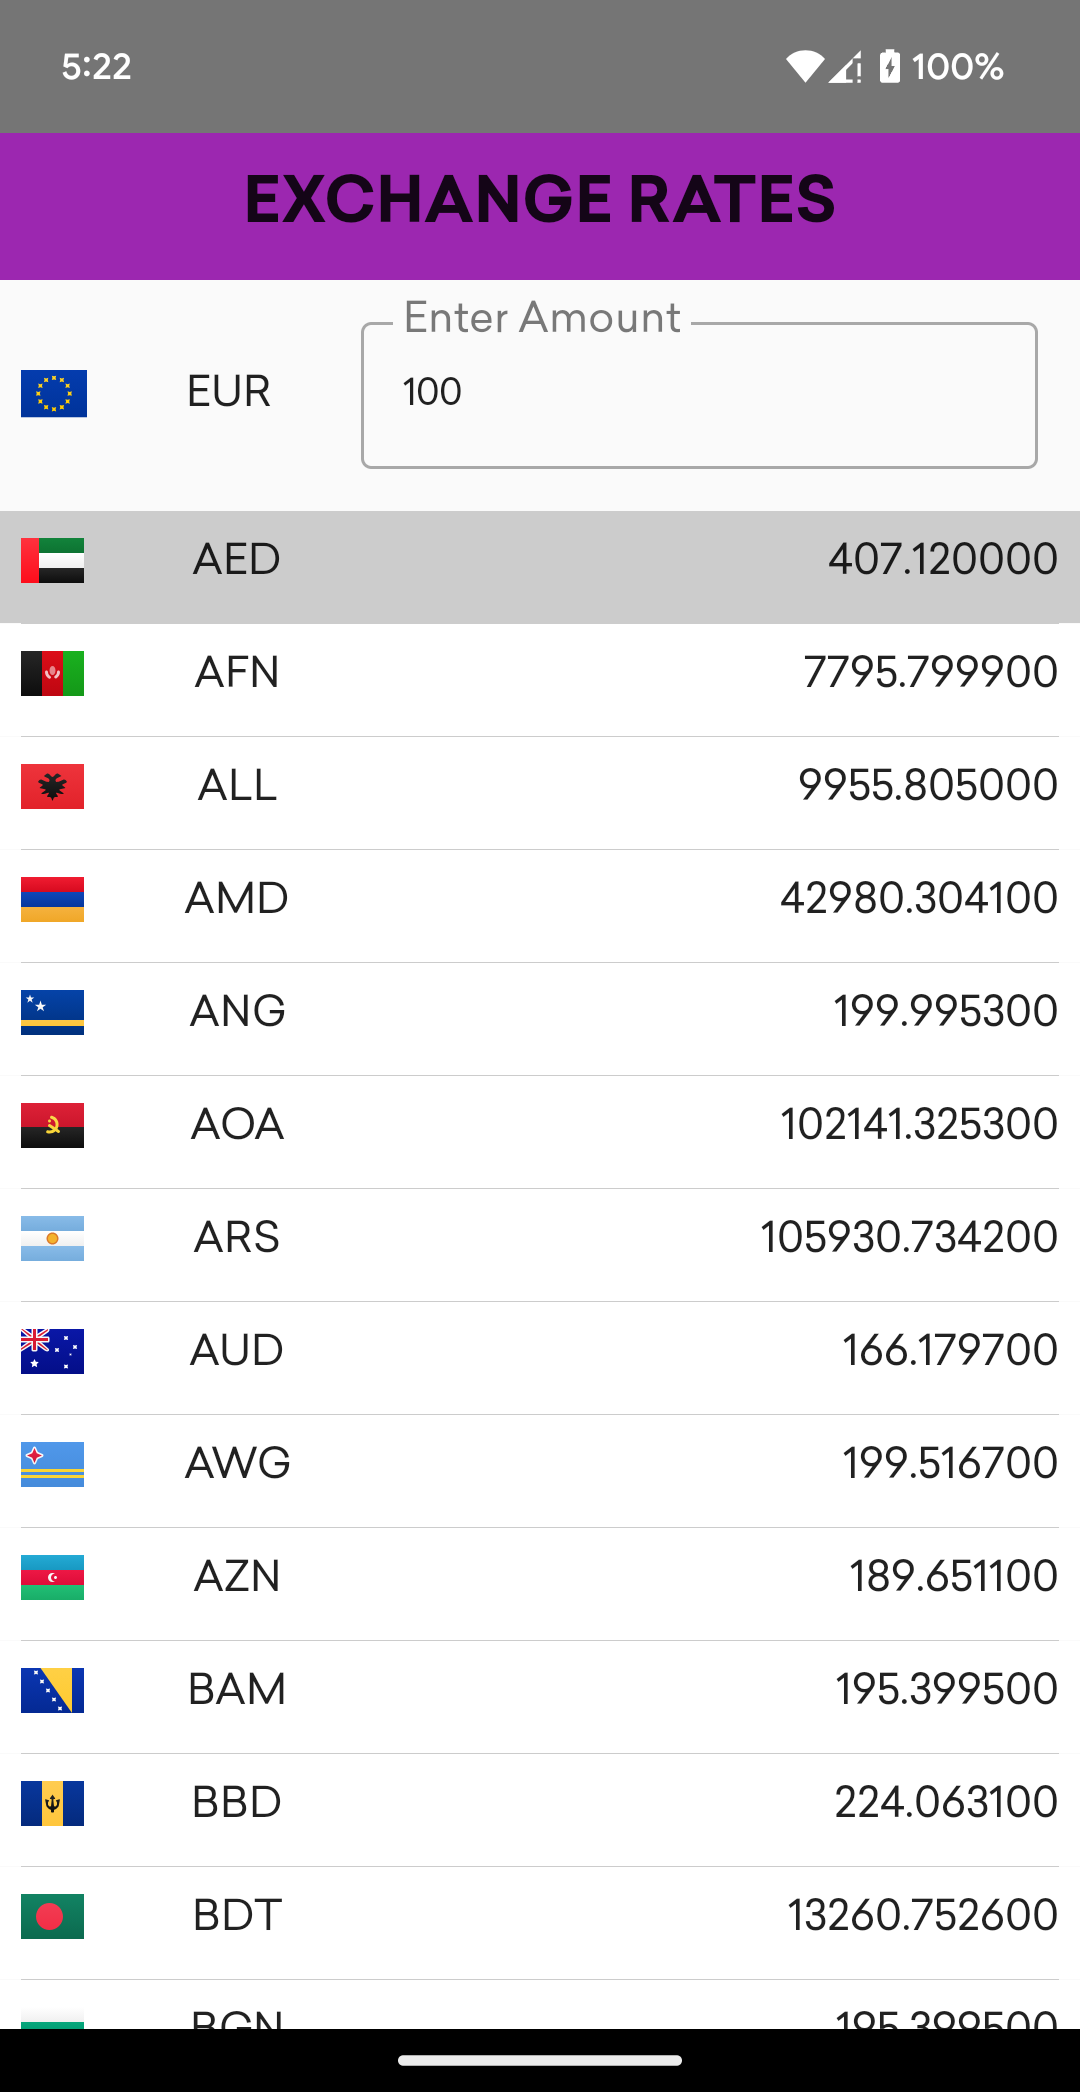 5:22 100%
EXCHANGE RATES
Enter Amount
EUR 100
AED 407.120000
AFN 7795.799900
ALL 9955.805000
AMD 42980.304100
ANG 199.995300
AOA 102141.325300
ARS 105930.734200
AUD 166.179700
AWG 199.516700
AZN 189.651100
BAM 195.399500
BBD 224.063100
BDT 13260.752600
BGN 195.399500